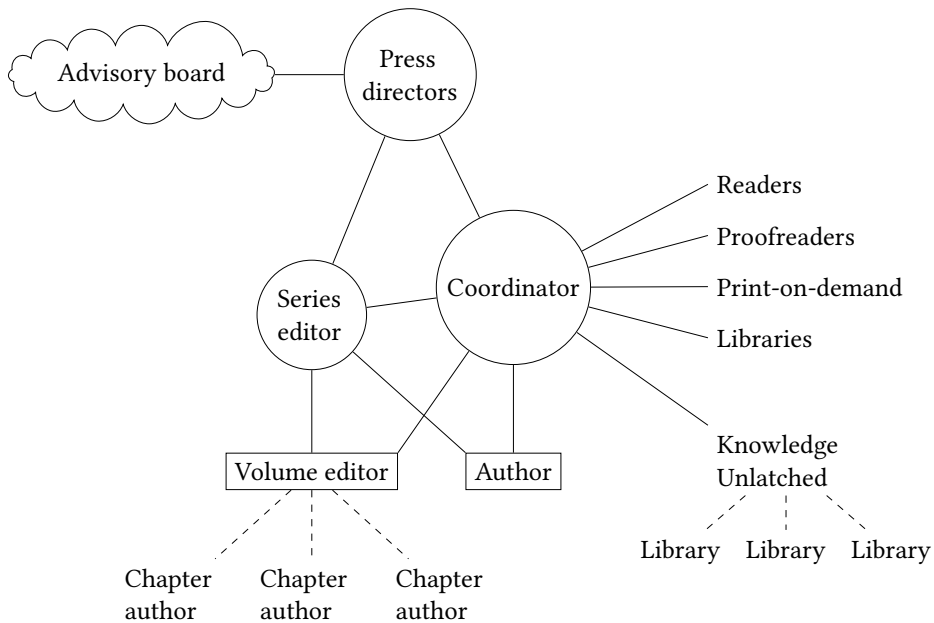 Advisory board
Press
directors
Readers
Proofreaders
Coordinator
Print-on-demand
Series
editor
Libraries
Knowledge
Unlatched
Volume editor
Author
Library
Library
Library
Chapter
author
Chapter
author
Chapter
author